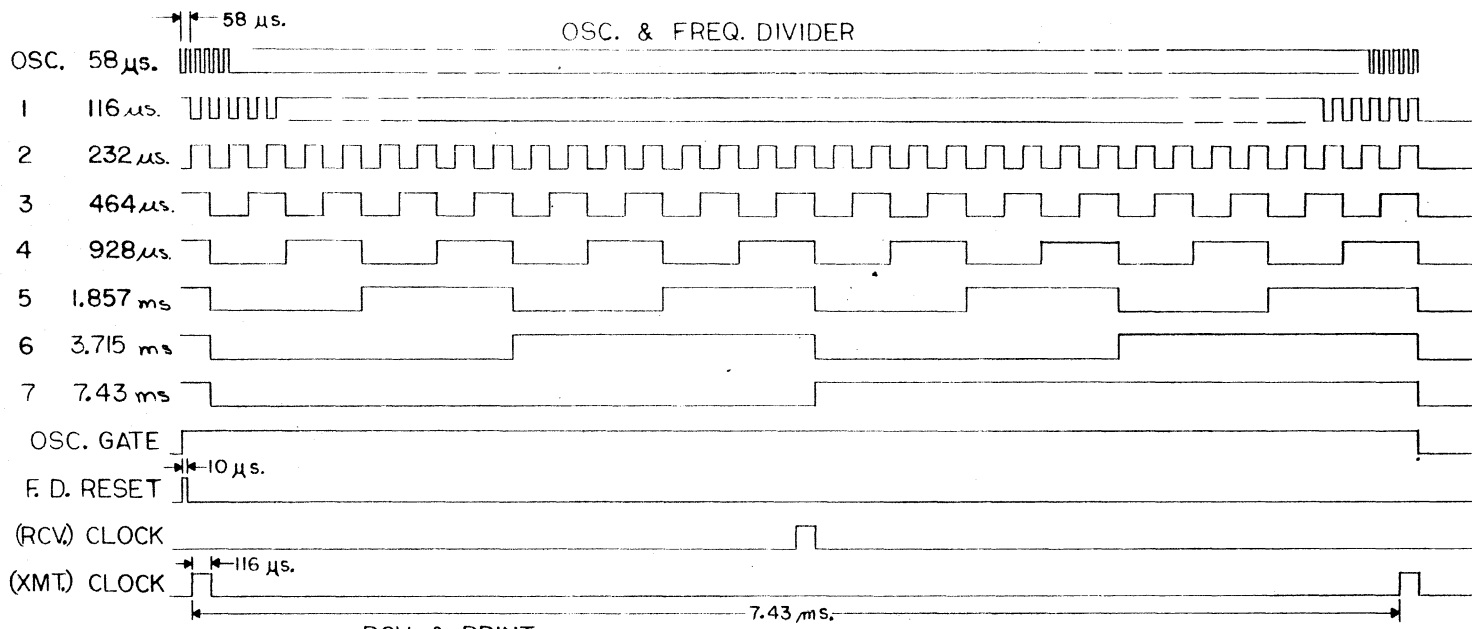 58 μs.
OSC. & FREQ. DIVIDER
OSC. 58 μs.
1 116 μs.
2 232 μs.
3 464 μs.
4 928 μs.
5 1.857 ms
6 3.715 ms
7 7.43 ms
OSC. GATE
10 μs.
F. D. RESET
(RCV.) CLOCK
116 μs.
(XMT.) CLOCK
7.43 ms.
RCV. & PRINT